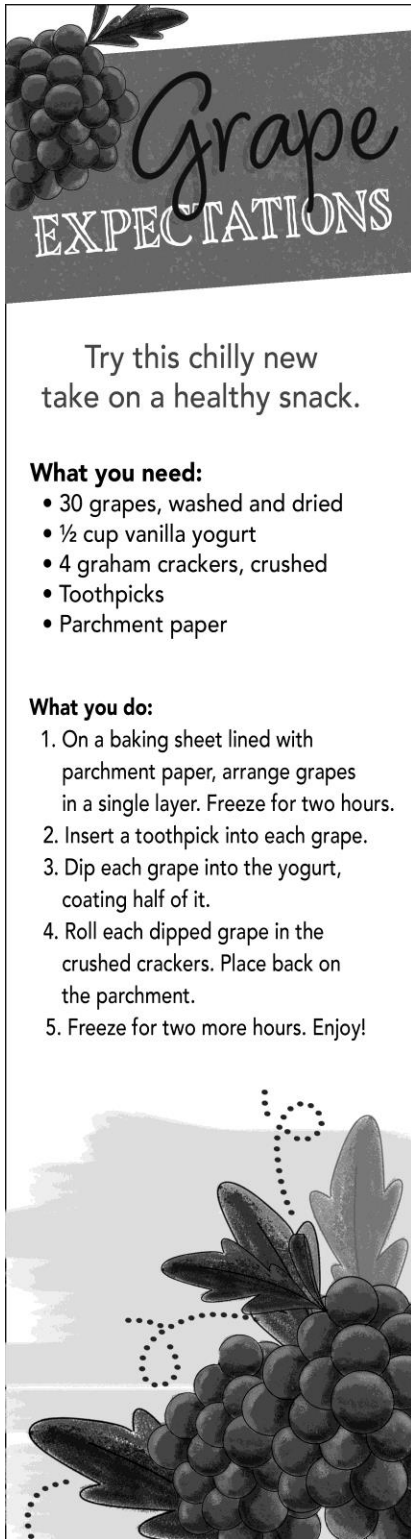 Grape
EXPECTATIONS
Try this chilly new
take on a healthy snack.
What you need:
• 30 grapes, washed and dried
• ½ cup vanilla yogurt
• 4 graham crackers, crushed
• Toothpicks
• Parchment paper
What you do:
1. On a baking sheet lined with
parchment paper, arrange grapes
in a single layer. Freeze for two hours.
2. Insert a toothpick into each grape.
3. Dip each grape into the yogurt,
coating half of it.
4. Roll each dipped grape in the
crushed crackers. Place back on
the parchment.
5. Freeze for two more hours. Enjoy!